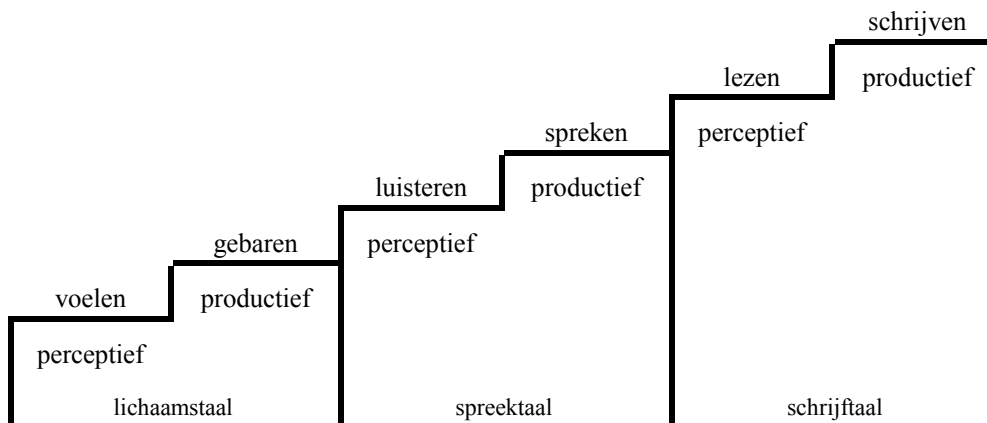 schrijven
lezen
productief
spreken
perceptief
luisteren
productief
gebaren
perceptief
voelen
productief
perceptief
lichaamstaal
spreektaal
schrijftaal